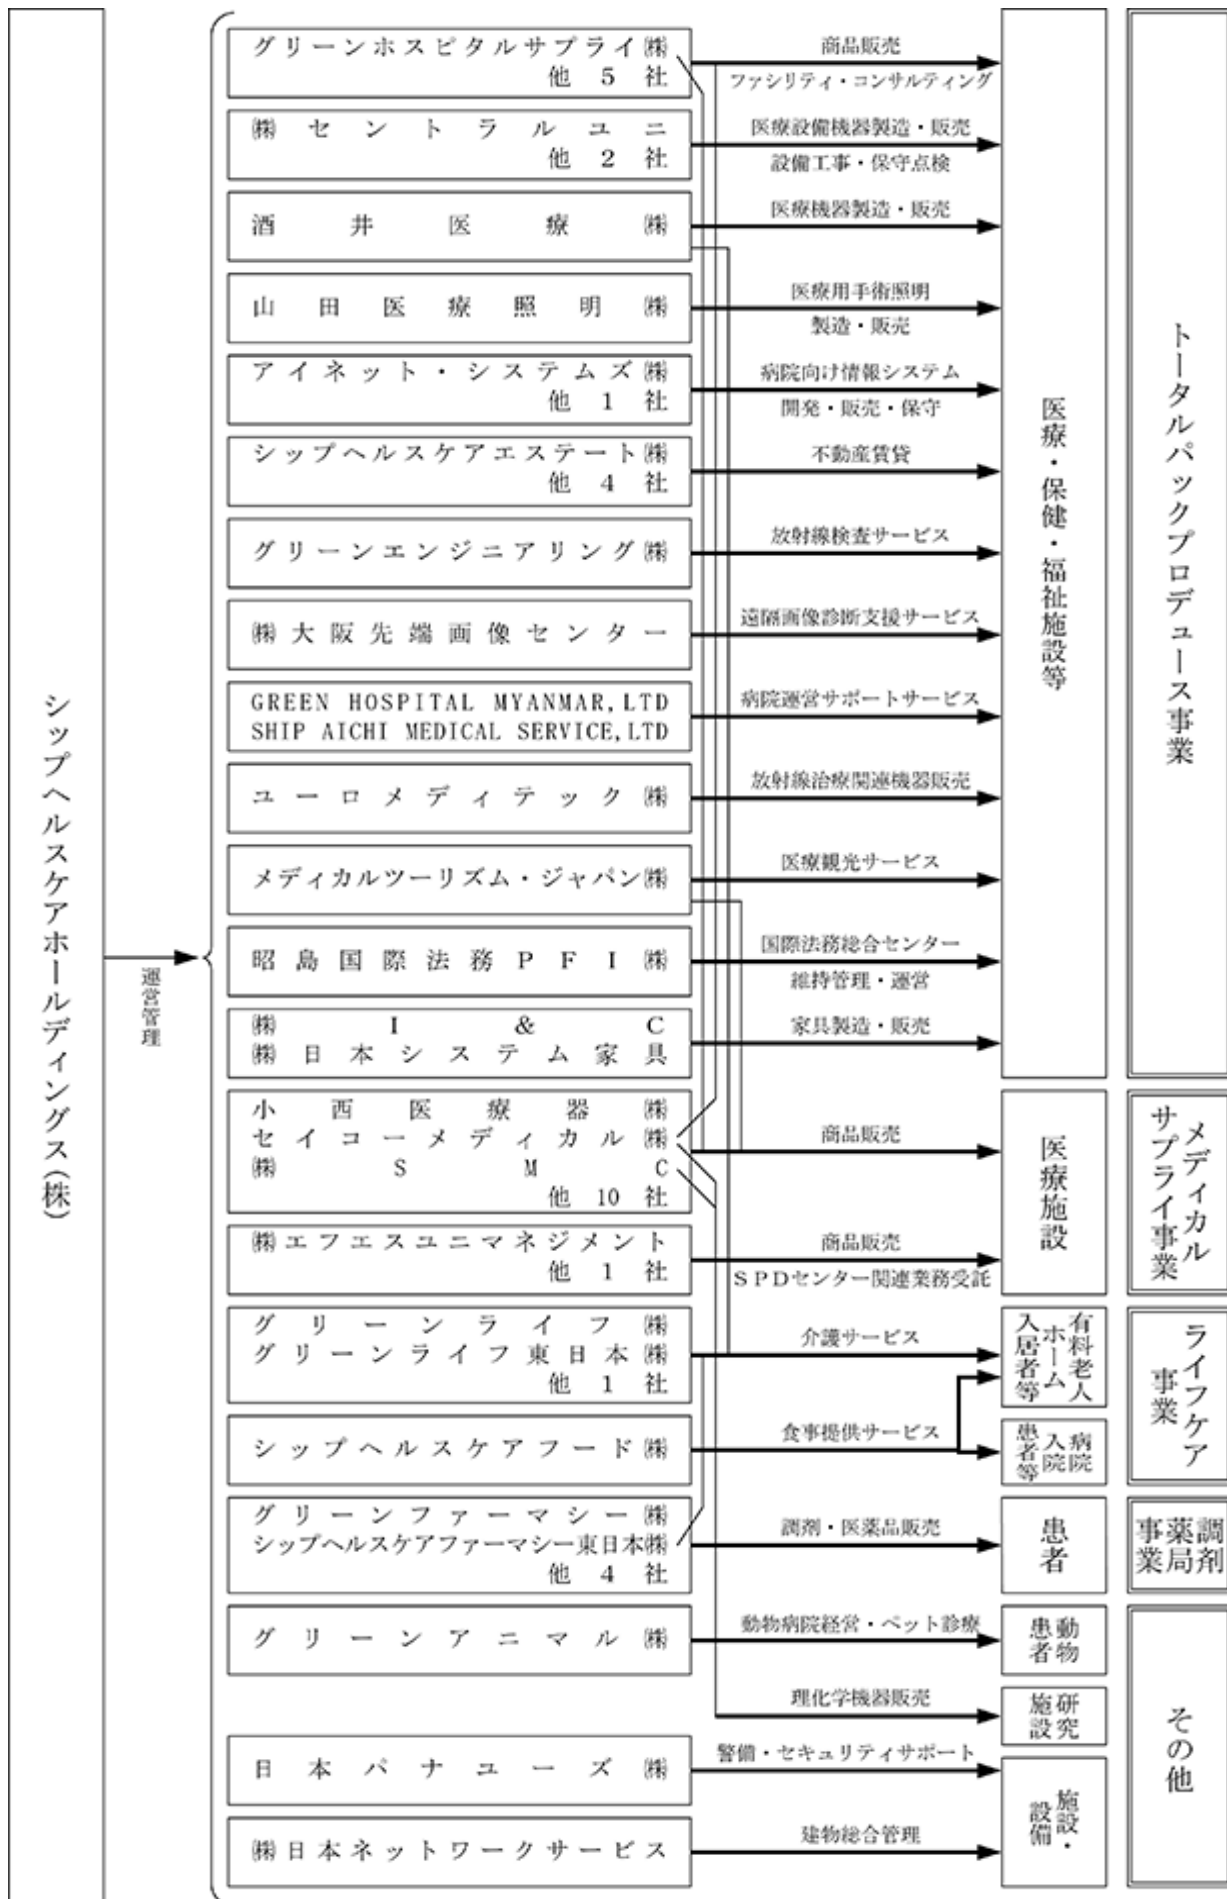 シップヘルスケアホールディングス(株)
運営管理
グリーンホスピタルサプライ㈱
他5社
商品販売
ファシリティ・コンサルティング
㈱セントラルユニ
他2社
医療設備機器製造・販売
設備工事・保守点検
酒井医療㈱
医療機器製造・販売
山田医療照明㈱
医療用手術照明
製造・販売
アイネット・システムズ㈱
他1社
病院向け情報システム
開発・販売・保守
シップヘルスケアエステート㈱
他4社
不動産賃貸
グリーンエンジニアリング㈱
放射線検査サービス
㈱大阪先端画像センター
遠隔画像診断支援サービス
GREEN HOSPITAL MYANMAR,LTD
SHIP AICHI MEDICAL SERVICE,LTD
病院運営サポートサービス
ユーロメディテック㈱
放射線治療関連機器販売
メディカルツーリズム・ジャパン㈱
医療観光サービス
昭島国際法務PFI㈱
国際法務総合センター
維持管理・運営
㈱I&C
㈱日本システム家具
家具製造・販売
医療・保健・福祉施設等
トータルパックプロデュース事業
小西医療器㈱
セイコーメディカル㈱
㈱SMC
他10社
商品販売
㈱エフエスユニマネジメント
他1社
商品販売
SPDセンター関連業務受託
医療施設
メディカル
サプライ事業
グリーンライフ㈱
グリーンライフ東日本㈱
他1社
介護サービス
有料老人
ホーム
入居者等
シップヘルスケアフード㈱
食事提供サービス
病院
入院
患者等
ライフケア
事業
グリーンファーマシー㈱
シップヘルスケアファーマシー東日本㈱
他4社
調剤・医薬品販売
患者
調剤
薬局
事業
グリーンアニマル㈱
動物病院経営・ペット診療
動物
患者
理化学機器販売
研究
施設
日本パナユーズ㈱
警備・セキュリティサポート
㈱日本ネットワークサービス
建物総合管理
施設・
設備
その他